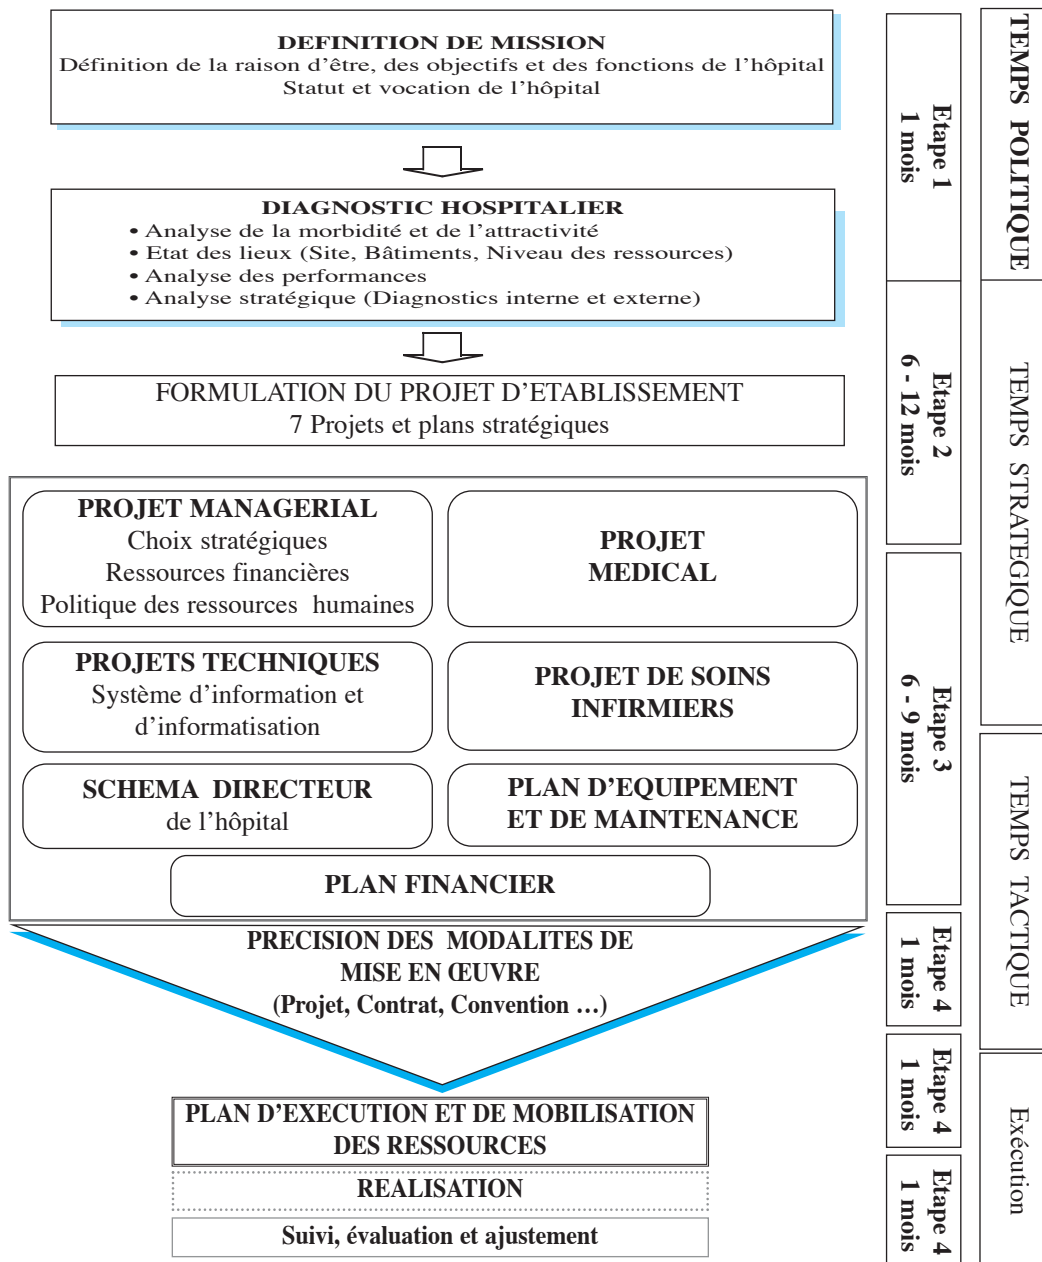 DEFINITION DE MISSION
Définition de la raison d’être, des objectifs et des fonctions de l’hôpital
Statut et vocation de l’hôpital
DIAGNOSTIC HOSPITALIER
• Analyse de la morbidité et de l’attractivité
• Etat des lieux (Site, Bâtiments, Niveau des ressources)
• Analyse des performances
• Analyse stratégique (Diagnostics interne et externe)
FORMULATION DU PROJET D’ETABLISSEMENT
7 Projets et plans stratégiques
PROJET MANAGERIAL
Choix stratégiques
Ressources financières
Politique des ressources humaines
PROJET
MEDICAL
PROJETS TECHNIQUES
Système d’information et
d’informatisation
PROJET DE SOINS
INFIRMIERS
SCHEMA DIRECTEUR
de l’hôpital
PLAN D’EQUIPEMENT
ET DE MAINTENANCE
PLAN FINANCIER
PRECISION DES MODALITES DE
MISE EN ŒUVRE
(Projet, Contrat, Convention …)
PLAN D’EXECUTION ET DE MOBILISATION
DES RESSOURCES
REALISATION
Suivi, évaluation et ajustement
Etape 1
1 mois
Etape 2
6 - 12 mois
Etape 3
6 - 9 mois
Etape 4
1 mois
Etape 4
1 mois
Etape 4
1 mois
TEMPS POLITIQUE
TEMPS STRATEGIQUE
TEMPS TACTIQUE
Exécution